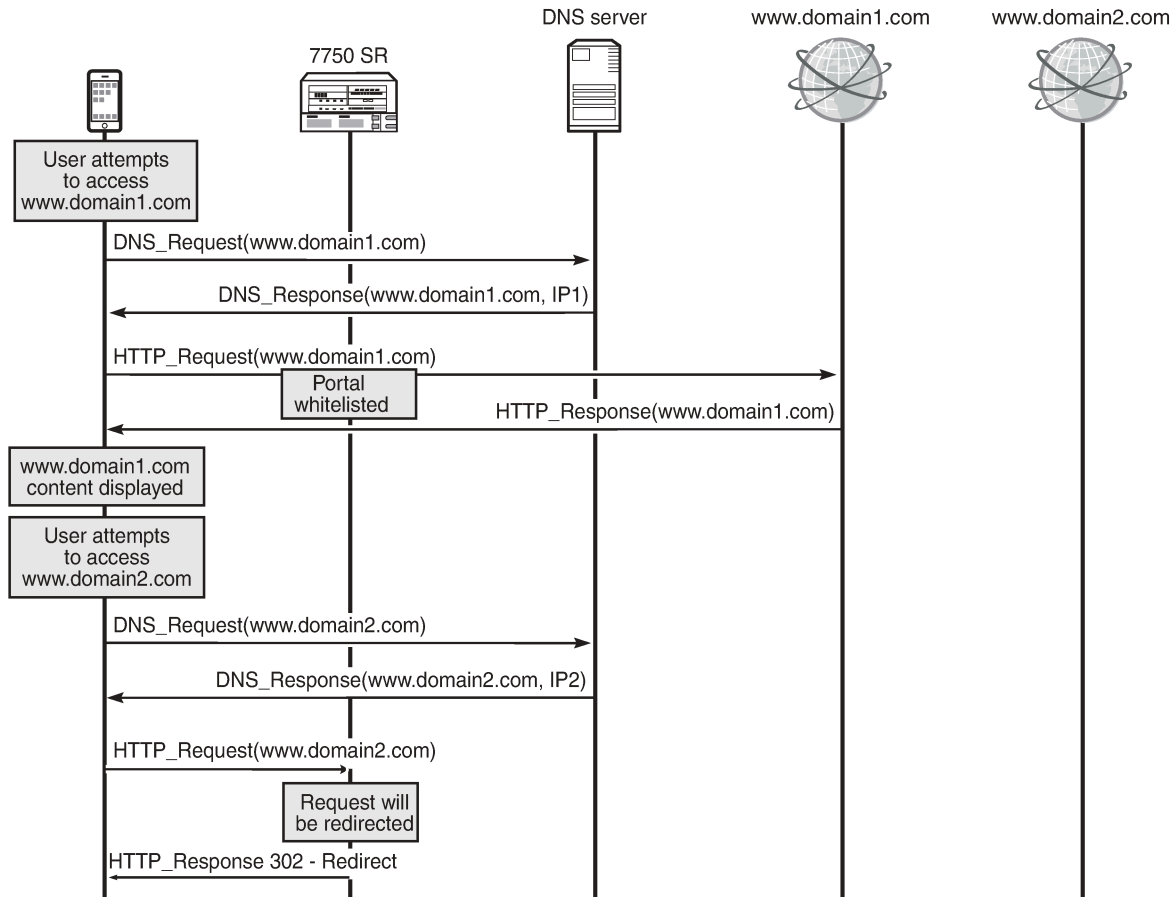 DNS server
www.domain1.com
www.domain2.com
7750 SR
User attempts
to access
www.domain1.com
DNS_Request(www.domain1.com)
DNS_Response(www.domain1.com, IP1)
HTTP_Request(www.domain1.com)
Portal
whitelisted
HTTP_Response(www.domain1.com)
www.domain1.com
content displayed
User attempts
to access
www.domain2.com
DNS_Request(www.domain2.com)
DNS_Response(www.domain2.com, IP2)
HTTP_Request(www.domain2.com)
Request will
be redirected
HTTP_Response 302 - Redirect